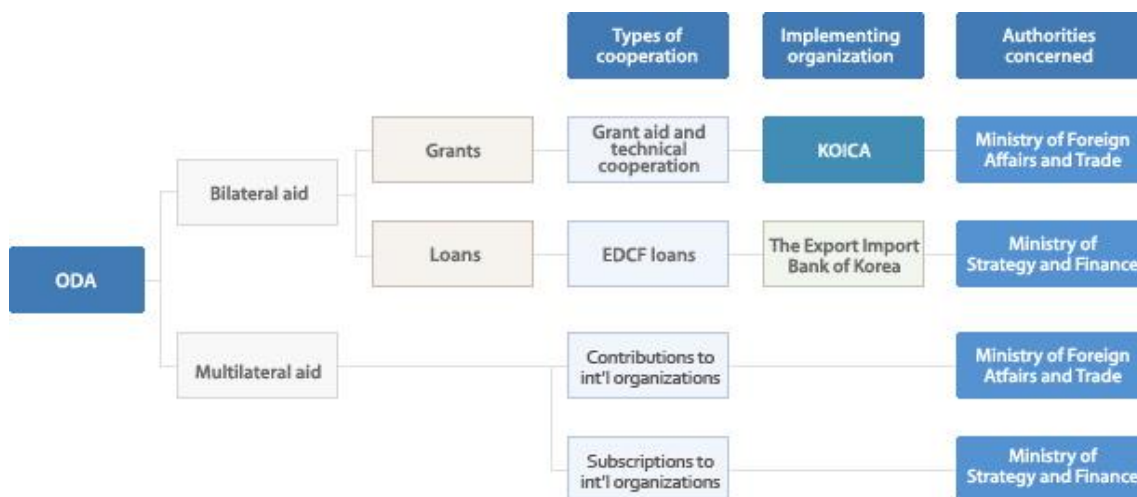 Types of
cooperation
Implementing
organization
Authorities
concerned
Grants
Grant aid and
technical
cooperation
KOICA
Ministry of Foreign
Affairs and Trade
Bilateral aid
Loans
EDCF loans
The Export Import
Bank of Korea
Ministry of
Strategy and Finance
ODA
Multilateral aid
Contributions to
int'l organizations
Ministry of Foreign
Atfairs and Trade
Subscriptions to
int'l organizations
Ministry of
Strategy and Finance